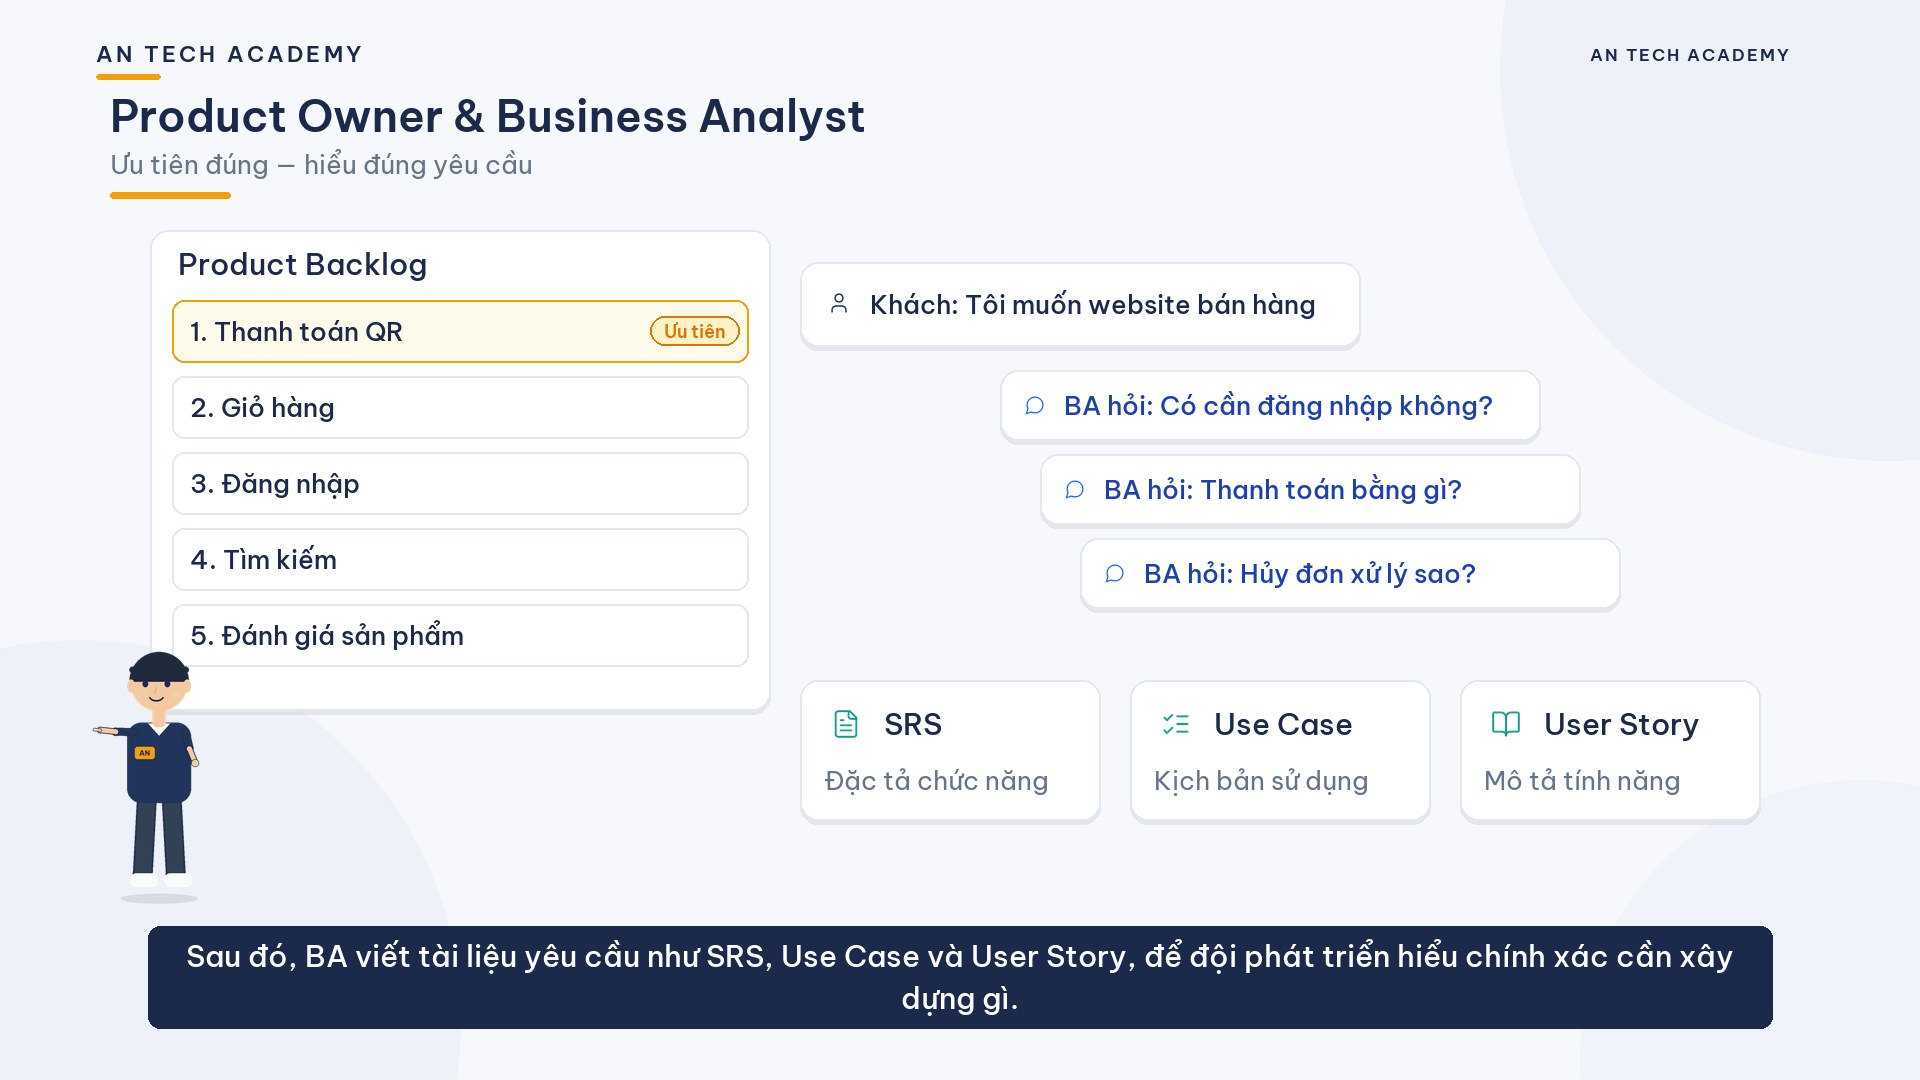 AN TECH ACADEMY
AN TECH ACADEMY
Product Owner & Business Analyst
Ưu tiên đúng — hiểu đúng yêu cầu
Product Backlog
1. Thanh toán QR
Ưu tiên
2. Giỏ hàng
3. Đăng nhập
4. Tìm kiếm
5. Đánh giá sản phẩm
Khách: Tôi muốn website bán hàng
BA hỏi: Có cần đăng nhập không?
BA hỏi: Thanh toán bằng gì?
BA hỏi: Hủy đơn xử lý sao?
SRS
Đặc tả chức năng
Use Case
Kịch bản sử dụng
User Story
Mô tả tính năng
AN
Sau đó, BA viết tài liệu yêu cầu như SRS, Use Case và User Story, để đội phát triển hiểu chính xác cần xây
dựng gì.